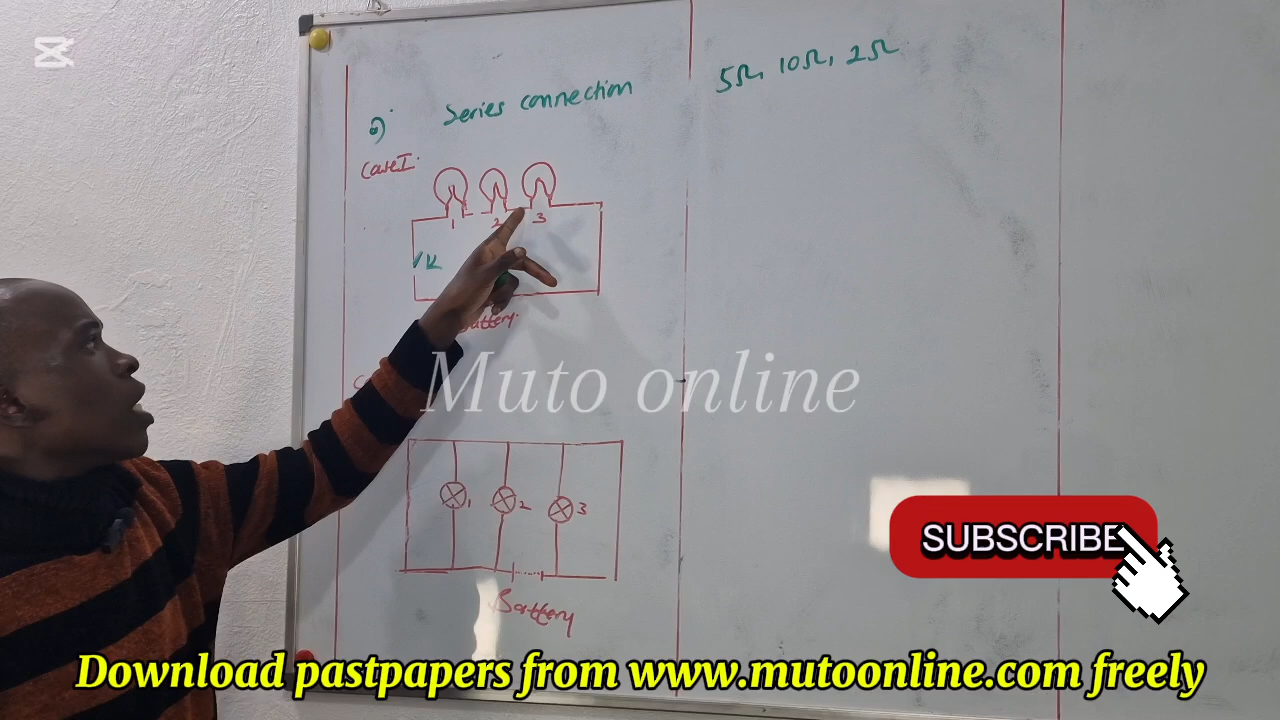 a) Series connection
5Ω, 10Ω, 2Ω
Case I
1 2 3
K
Battery
Muto online
1 2 3
Battery
SUBSCRIBE
Download pastpapers from www.mutoonline.com freely